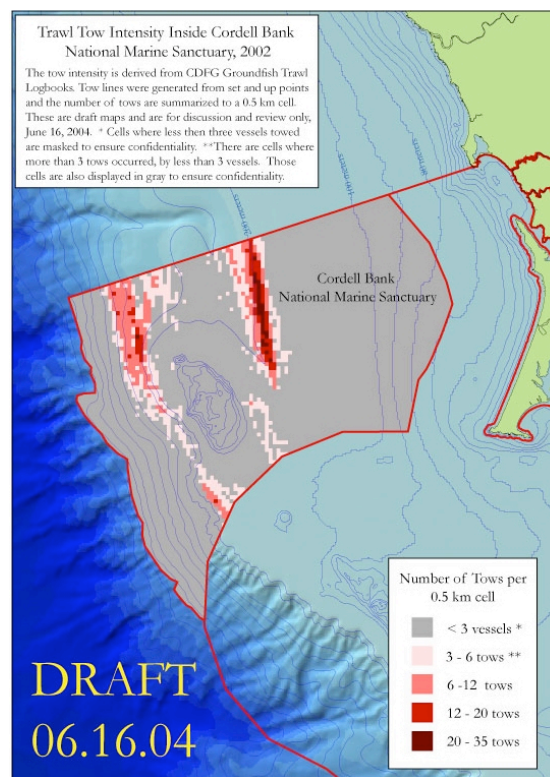 Trawl Tow Intensity Inside Cordell Bank
National Marine Sanctuary, 2002
The tow intensity is derived from CDFG Groundfish Trawl
Logbooks. Tow lines were generated from set and up points
and the number of tows are summarized to a 0.5 km cell.
These are draft maps and are for discussion and review only,
June 16, 2004. * Cells where less then three vessels towed
are masked to ensure confidentiality. **There are cells where
more than 3 tows occurred, by less than 3 vessels. Those
cells are also displayed in gray to ensure confidentiality.
100
200
Cordell Bank
National Marine Sanctuary
Number of Tows per
0.5 km cell
< 3 vessels *
3 - 6 tows **
6 -12 tows
12 - 20 tows
20 - 35 tows
DRAFT
06.16.04